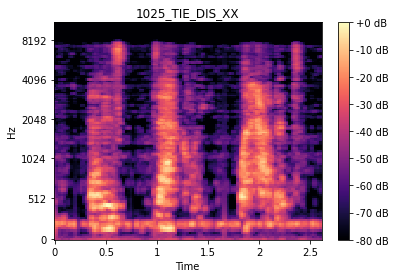 1025_TIE_DIS_XX
8192
4096
2048
1024
512
0
Hz
0 0.5 1 1.5 2 2.5
Time
+0 dB
-10 dB
-20 dB
-30 dB
-40 dB
-50 dB
-60 dB
-70 dB
-80 dB